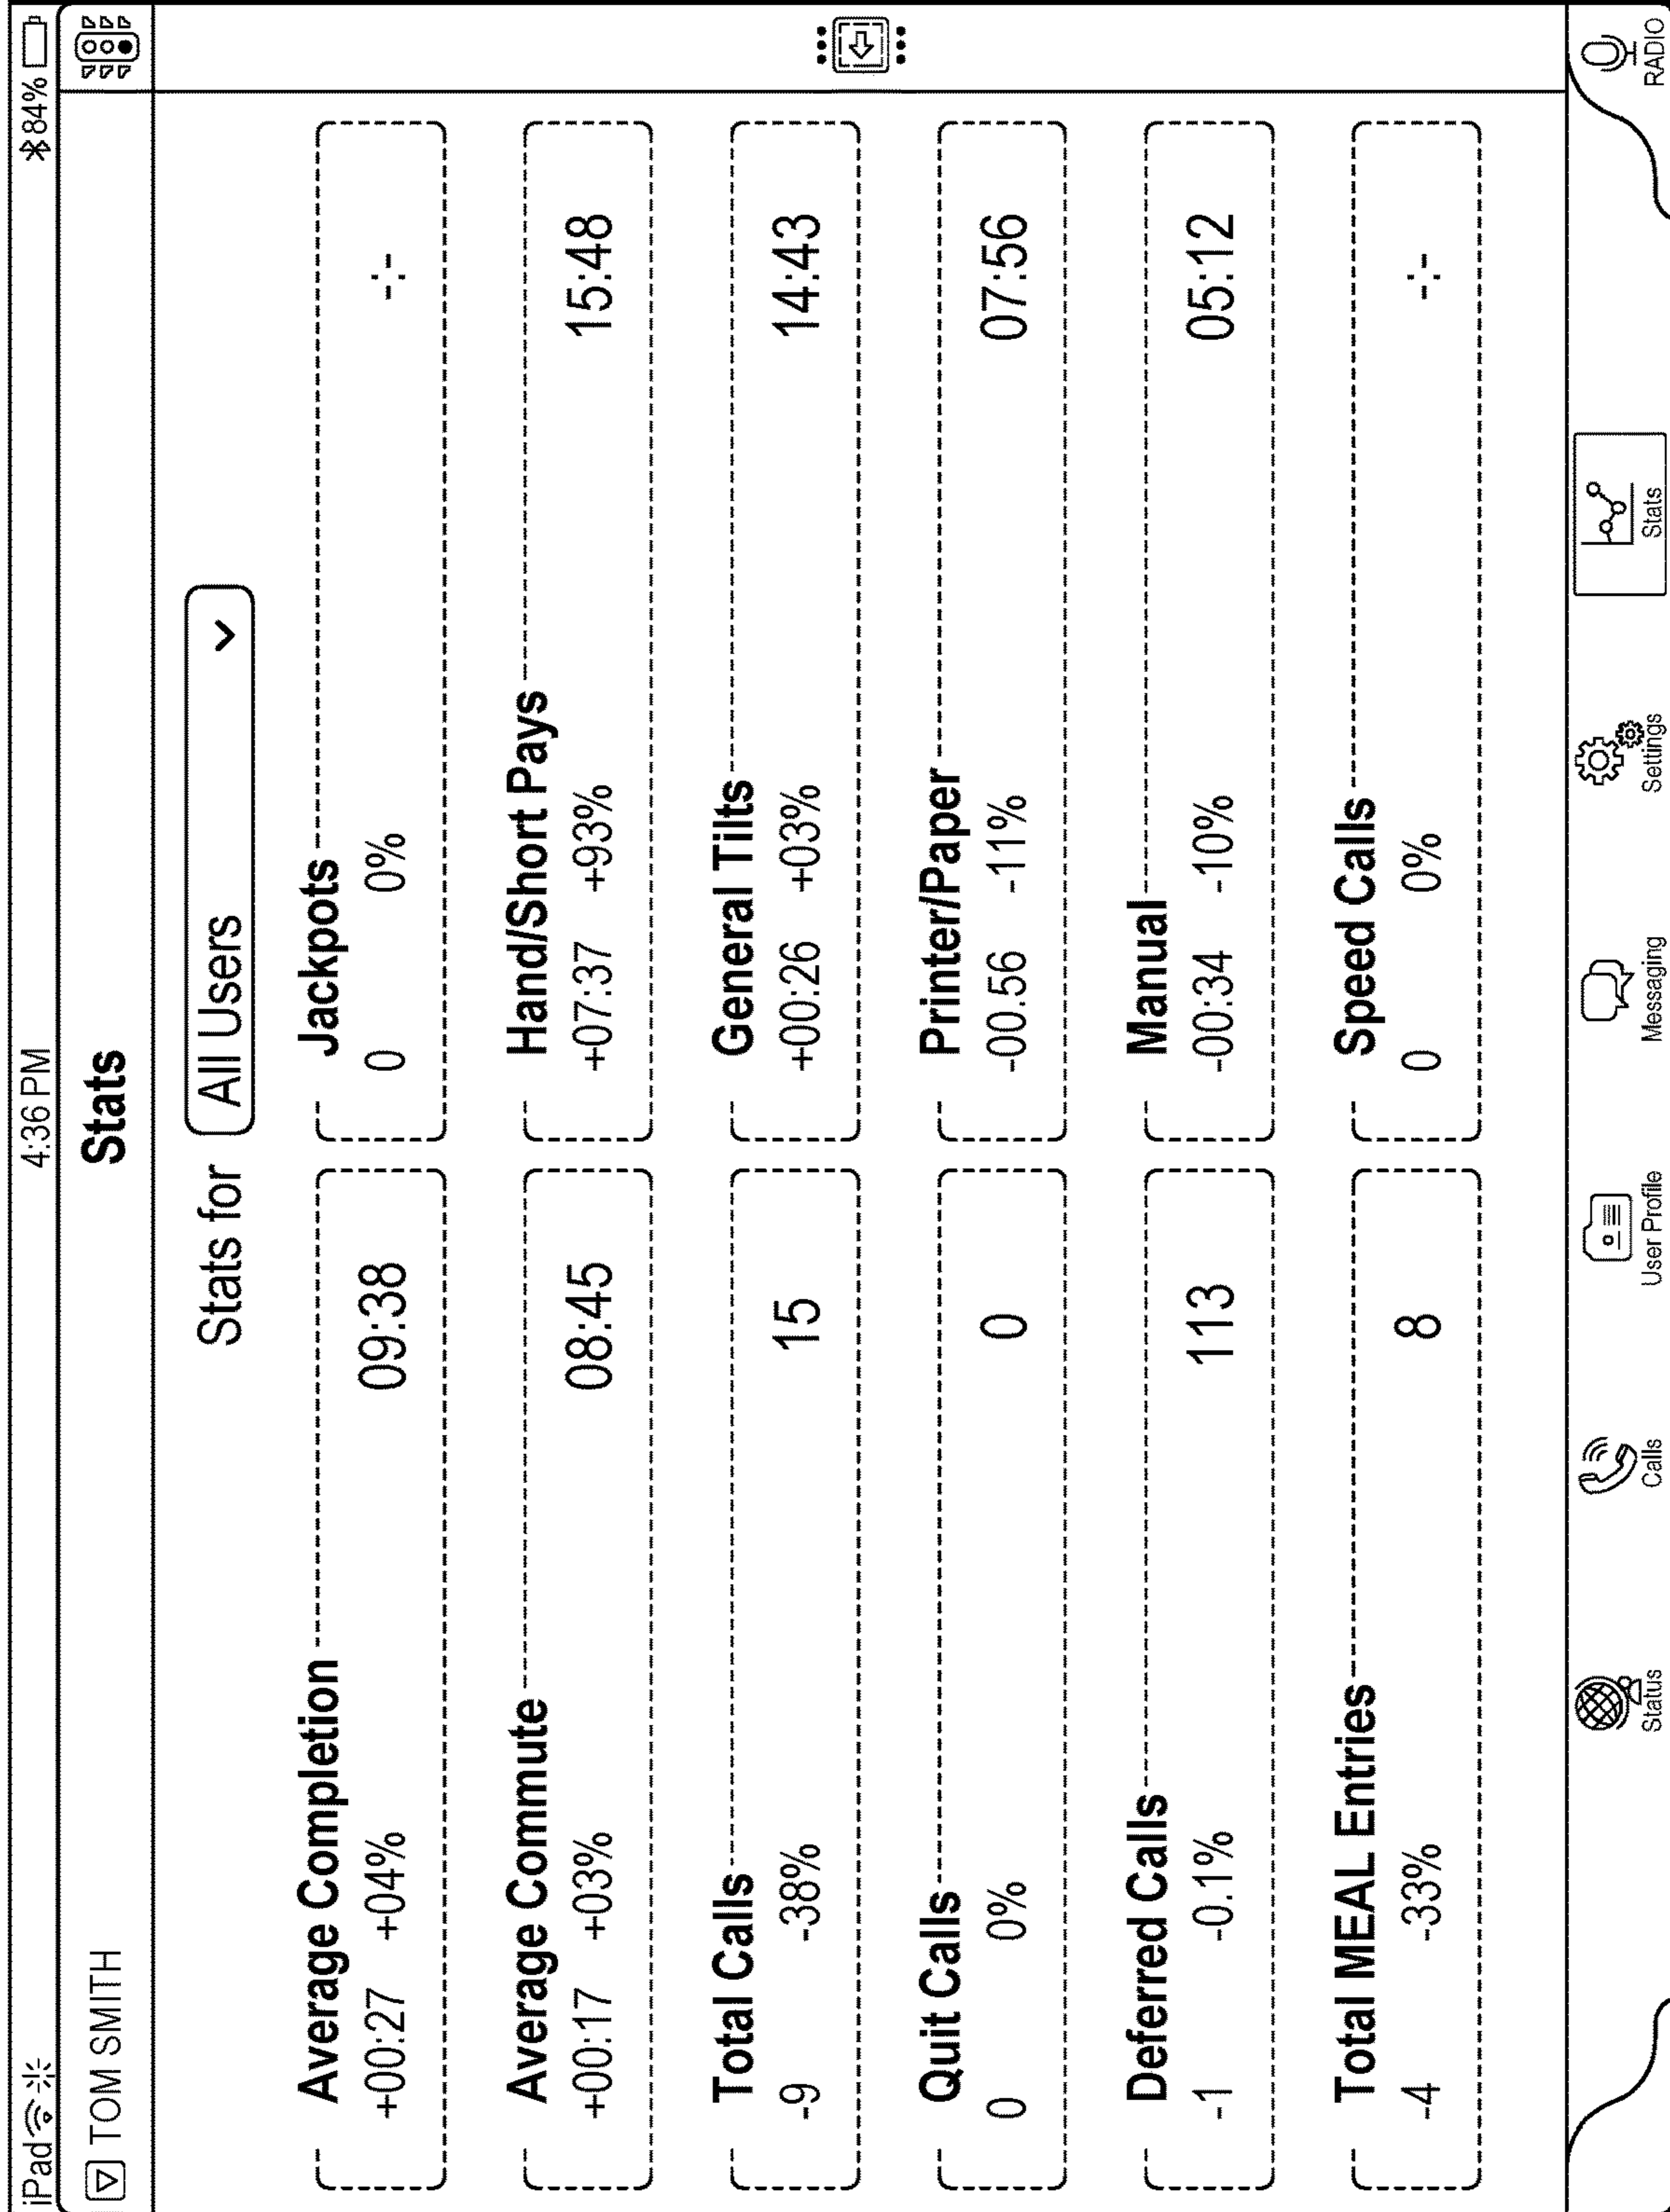 iPad 4:36 PM 84%
TOM SMITH Stats
Stats for All Users
Average Completion
+00:27 +04% 09:38
Jackpots
0 0% -:-
Average Commute
+00:17 +03% 08:45
Hand/Short Pays
+07:37 +93% 15:48
Total Calls
-9 -38% 15
General Tilts
+00:26 +03% 14:43
Quit Calls
0 0% 0
Printer/Paper
-00.56 -11% 07:56
Deferred Calls
-1 -0.1% 113
Manual
-00:34 -10% 05:12
Total MEAL Entries
-4 -33% 8
Speed Calls
0 0% -:-
Status Calls User Profile Messaging Settings Stats RADIO